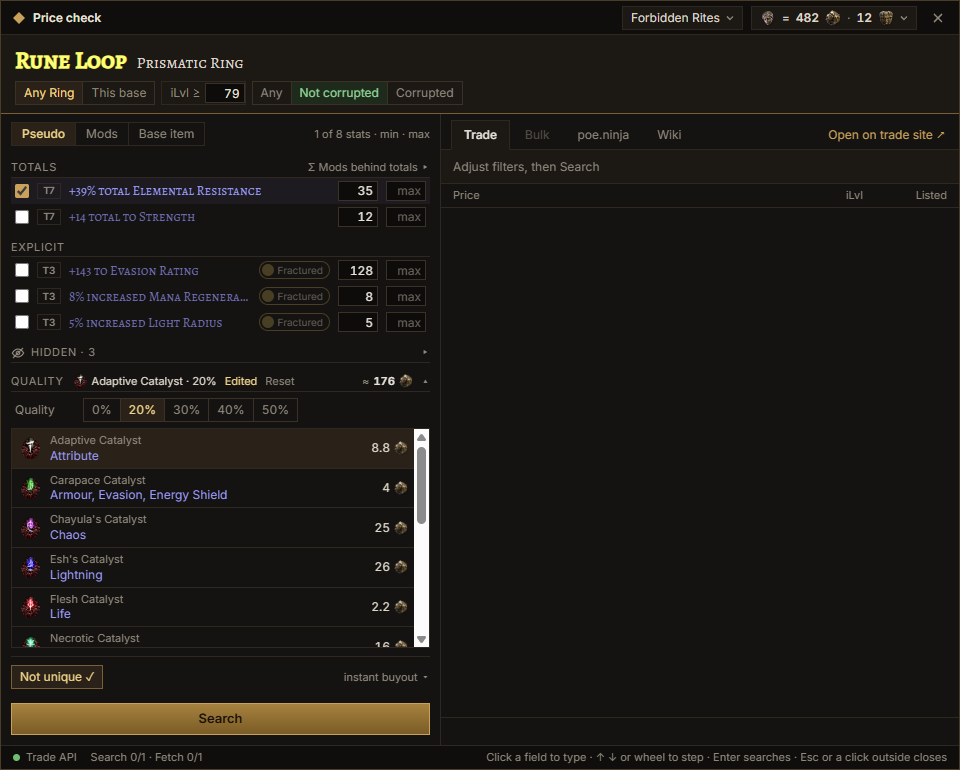 Price check
Forbidden Rites
= 482 · 12
Rune Loop Prismatic Ring
Any Ring This base iLvl ≥ 79 Any Not corrupted Corrupted
Pseudo Mods Base item 1 of 8 stats · min · max
TOTALS Σ Mods behind totals
T7 +39% total Elemental Resistance 35 max
T7 +14 total to Strength 12 max
EXPLICIT
T3 +143 to Evasion Rating Fractured 128 max
T3 8% increased Mana Regenera... Fractured 8 max
T3 5% increased Light Radius Fractured 5 max
HIDDEN · 3
QUALITY Adaptive Catalyst · 20% Edited Reset ≈ 176
Quality 0% 20% 30% 40% 50%
Adaptive Catalyst
Attribute
8.8
Carapace Catalyst
Armour, Evasion, Energy Shield
4
Chayula's Catalyst
Chaos
25
Esh's Catalyst
Lightning
26
Flesh Catalyst
Life
2.2
Necrotic Catalyst
16
Not unique ✓ instant buyout
Search
Trade Bulk poe.ninja Wiki Open on trade site ↗
Adjust filters, then Search
Price iLvl Listed
Trade API Search 0/1 · Fetch 0/1
Click a field to type · ↑ ↓ or wheel to step · Enter searches · Esc or a click outside closes